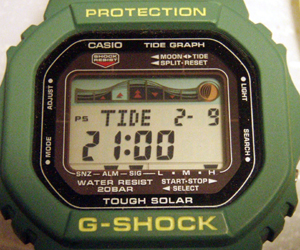 PROTECTION
CASIO TIDE GRAPH
SHOCK RESIST
MOON TIDE
SPLIT·RESET
ADJUST
LIGHT
PS TIDE 2- 9
21:00
MODE
SEARCH
SNZ ALM SIG L M H
WATER RESIST START·STOP
20BAR SELECT
TOUGH SOLAR
G-SHOCK